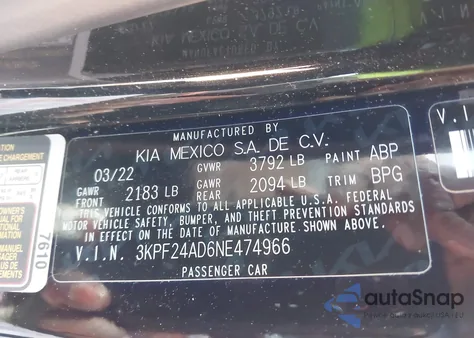 MANUFACTURED BY
KIA MEXICO S.A. DE C.V.
03/22 GVWR 3792 LB PAINT ABP
GAWR FRONT 2183 LB GAWR REAR 2094 LB TRIM BPG
THIS VEHICLE CONFORMS TO ALL APPLICABLE U.S.A. FEDERAL
MOTOR VEHICLE SAFETY, BUMPER, AND THEFT PREVENTION STANDARDS
IN EFFECT ON THE DATE OF MANUFACTURE SHOWN ABOVE.
V.I.N. 3KPF24AD6NE474966
PASSENGER CAR
7610
OWNER'S
MANUAL
V.I
autoSnap